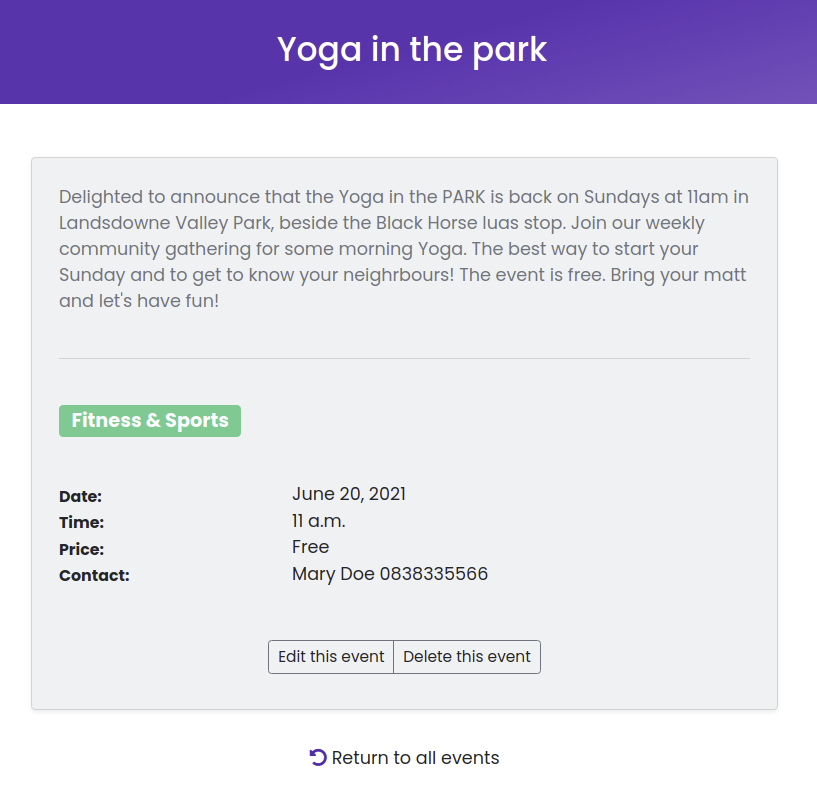 Yoga in the park
Delighted to announce that the Yoga in the PARK is back on Sundays at 11am in
Landsdowne Valley Park, beside the Black Horse luas stop. Join our weekly
community gathering for some morning Yoga. The best way to start your
Sunday and to get to know your neighrbours! The event is free. Bring your matt
and let's have fun!
Fitness & Sports
Date: June 20, 2021
Time: 11 a.m.
Price: Free
Contact: Mary Doe 0838335566
Edit this event Delete this event
Return to all events